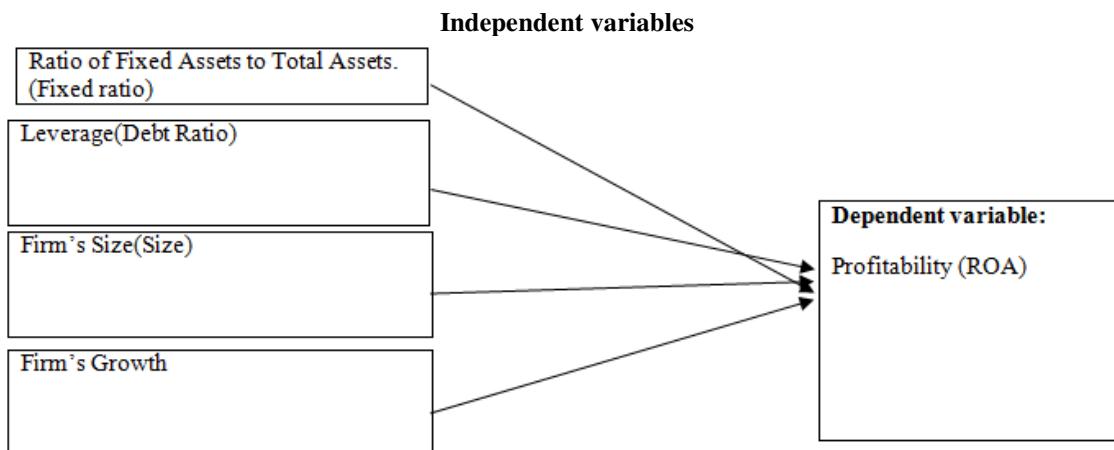 Independent variables
Ratio of Fixed Assets to Total Assets.
(Fixed ratio)
Leverage(Debt Ratio)
Firm’s Size(Size)
Firm’s Growth
Dependent variable:
Profitability (ROA)